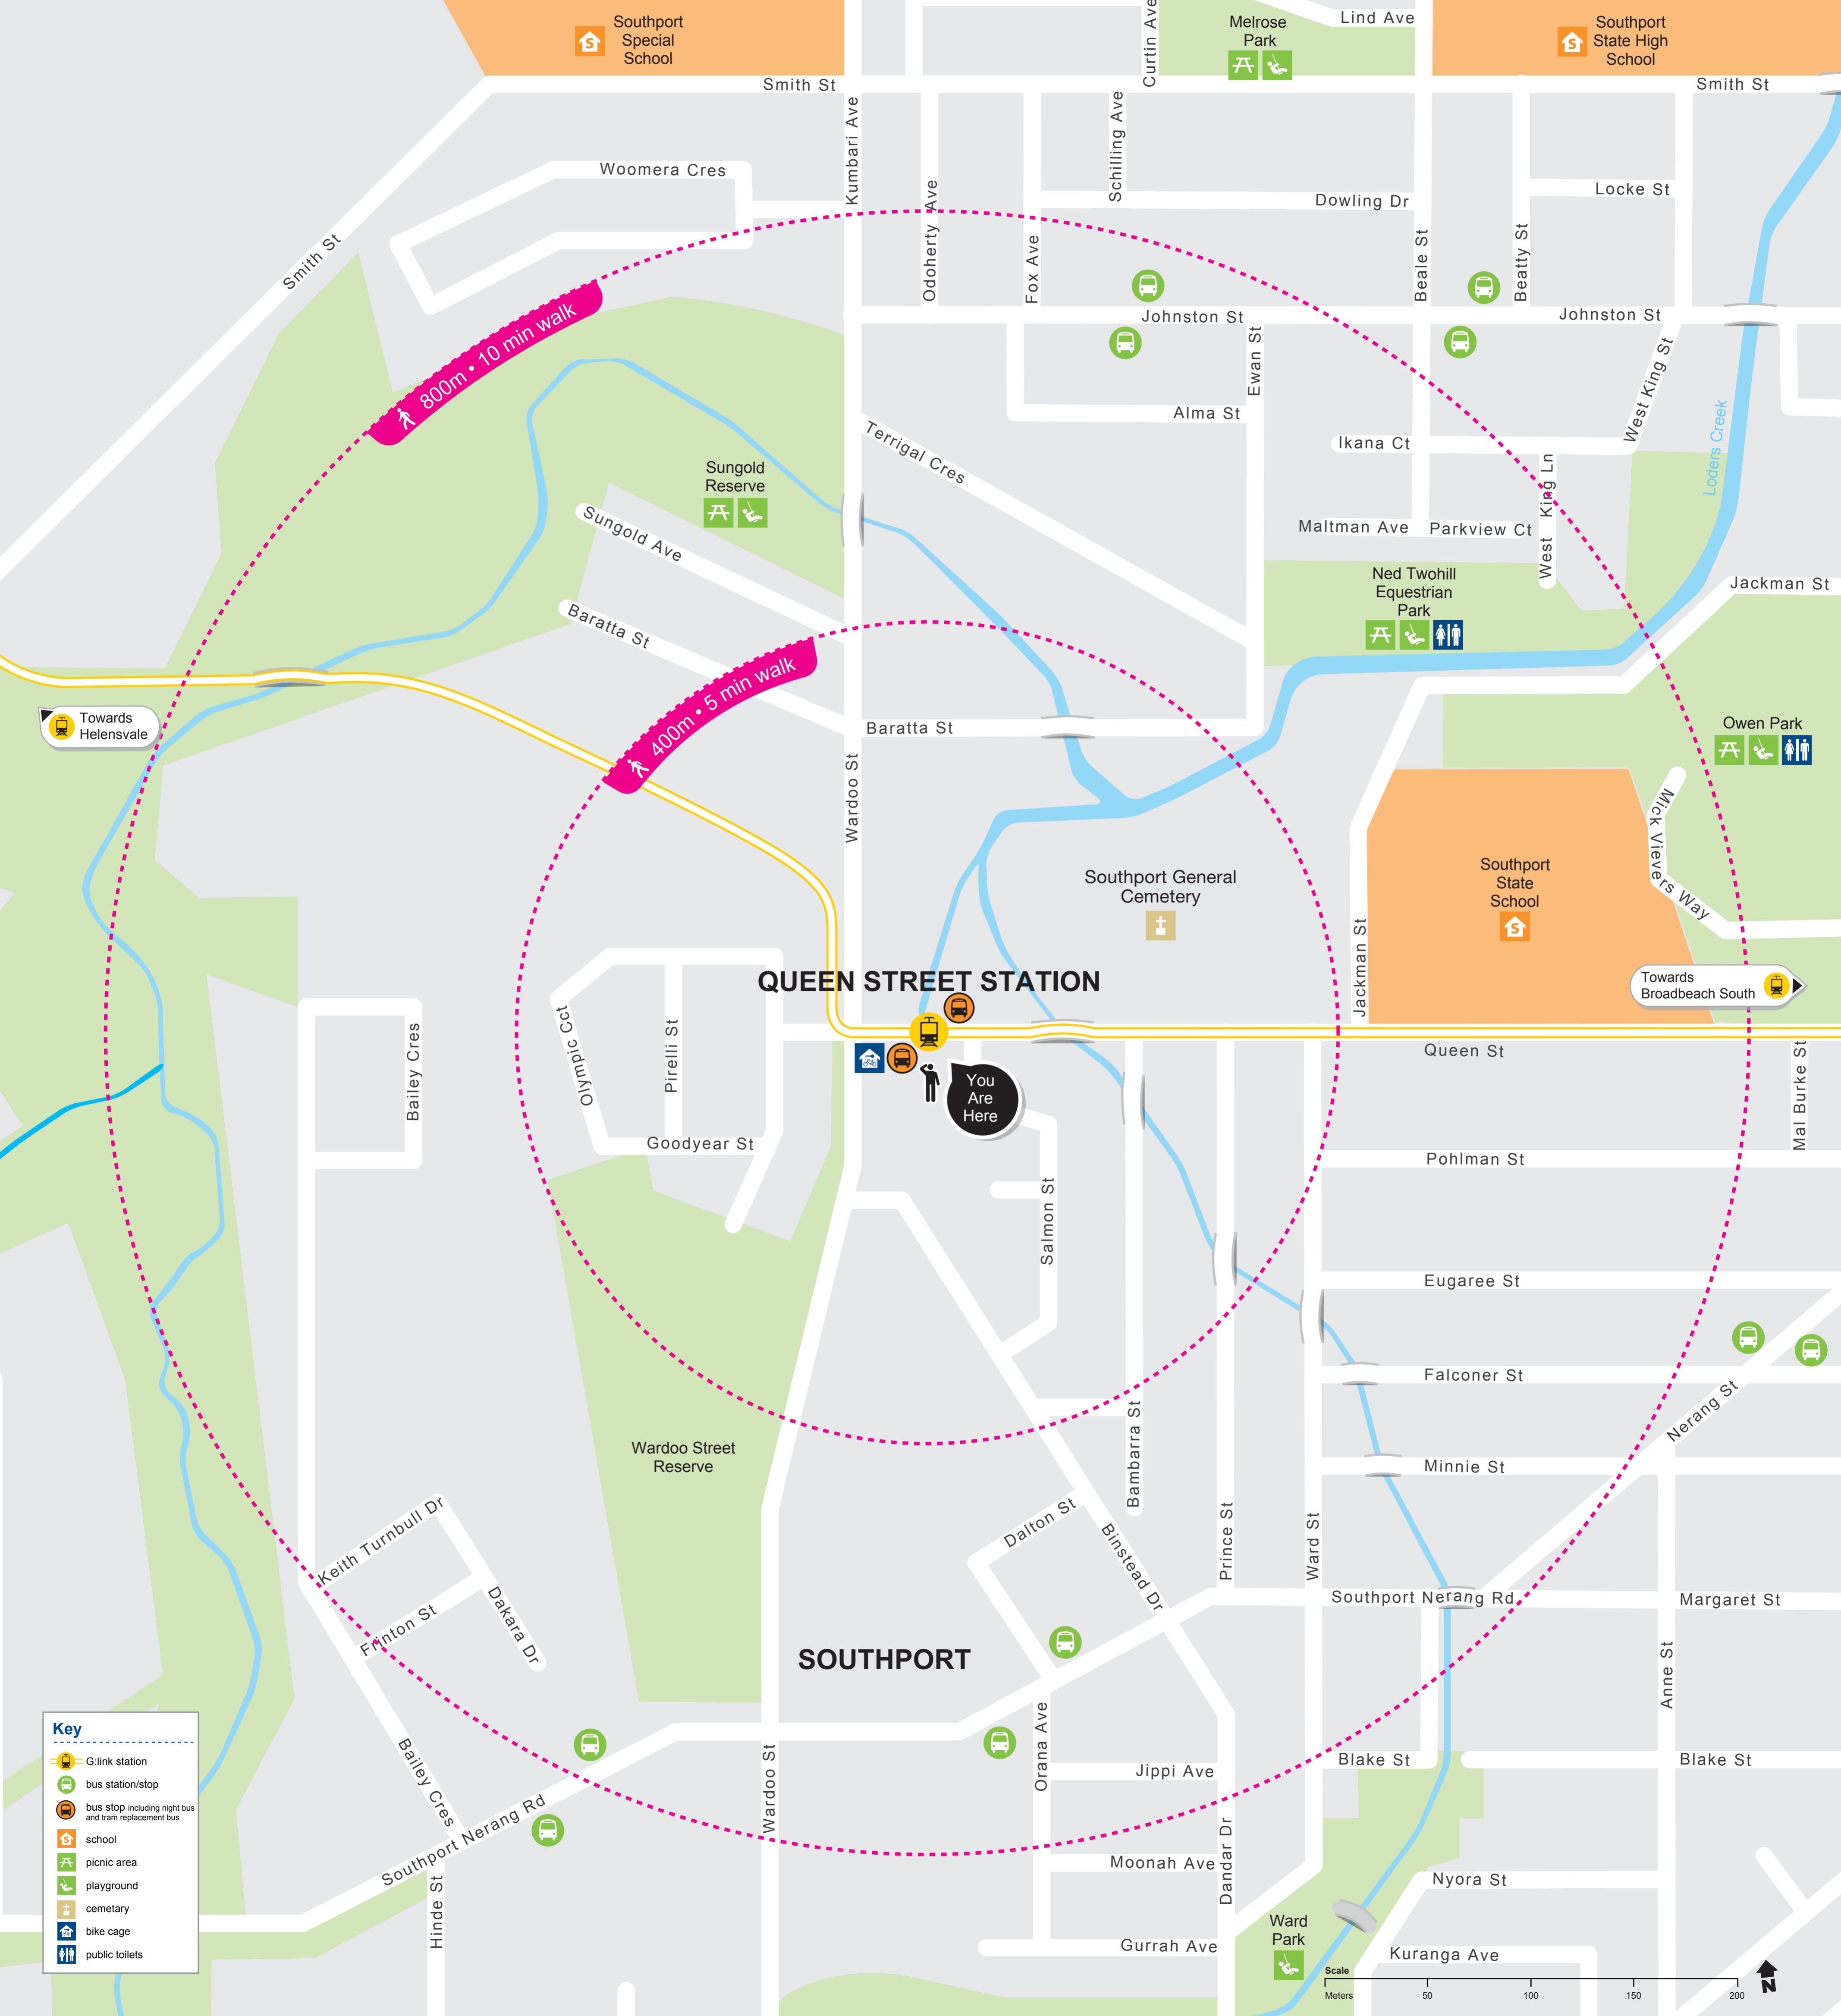 Southport
Special
School
Melrose
Park
Lind Ave
Southport
State High
School
Curtin Ave
Smith St
Smith St
Kumbari Ave
Schilling Ave
Woomera Cres
Locke St
Dowling Dr
Odoherty Ave
Fox Ave
Beale St
Beatty St
Smith St
800m • 10 min walk
Johnston St
Johnston St
Ewan St
West King St
Alma St
Loders Creek
Terrigal Cres
Ikana Ct
Sungold
Reserve
West King Ln
Sungold Ave
Maltman Ave
Parkview Ct
Ned Twohill
Equestrian
Park
Jackman St
Baratta St
400m • 5 min walk
Towards
Helensvale
Baratta St
Owen Park
Wardoo St
Mick Vievers Way
Southport General
Cemetery
Southport
State
School
Jackman St
QUEEN STREET STATION
Towards
Broadbeach South
Olympic Cct
Pirelli St
Bailey Cres
Queen St
You
Are
Here
Mal Burke St
Goodyear St
Pohlman St
Salmon St
Eugaree St
Falconer St
Nerang St
Wardoo Street
Reserve
Bambarra St
Minnie St
Dalton St
Keith Turnbull Dr
Binstead Dr
Prince St
Ward St
Frinton St
Dakara Dr
Southport Nerang Rd
Margaret St
SOUTHPORT
Anne St
Key
G:link station
bus station/stop
bus stop including night bus
and tram replacement bus
school
picnic area
playground
cemetary
bike cage
public toilets
Bailey Cres
Southport Nerang Rd
Hinde St
Wardoo St
Orana Ave
Jippi Ave
Blake St
Blake St
Moonah Ave
Dandar Dr
Nyora St
Ward
Park
Gurrah Ave
Kuranga Ave
Scale
Meters 50 100 150 200
N